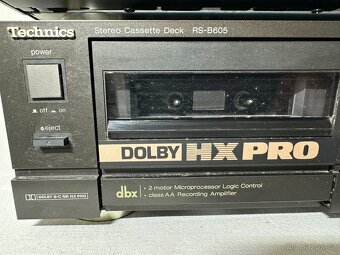 Technics
Stereo Cassette Deck RS-B605
power
off on
eject
DOLBY HX PRO
DOLBY B-C NR HX PRO
dbx
• 2 motor Microprocessor Logic Control
• class AA Recording Amplifier